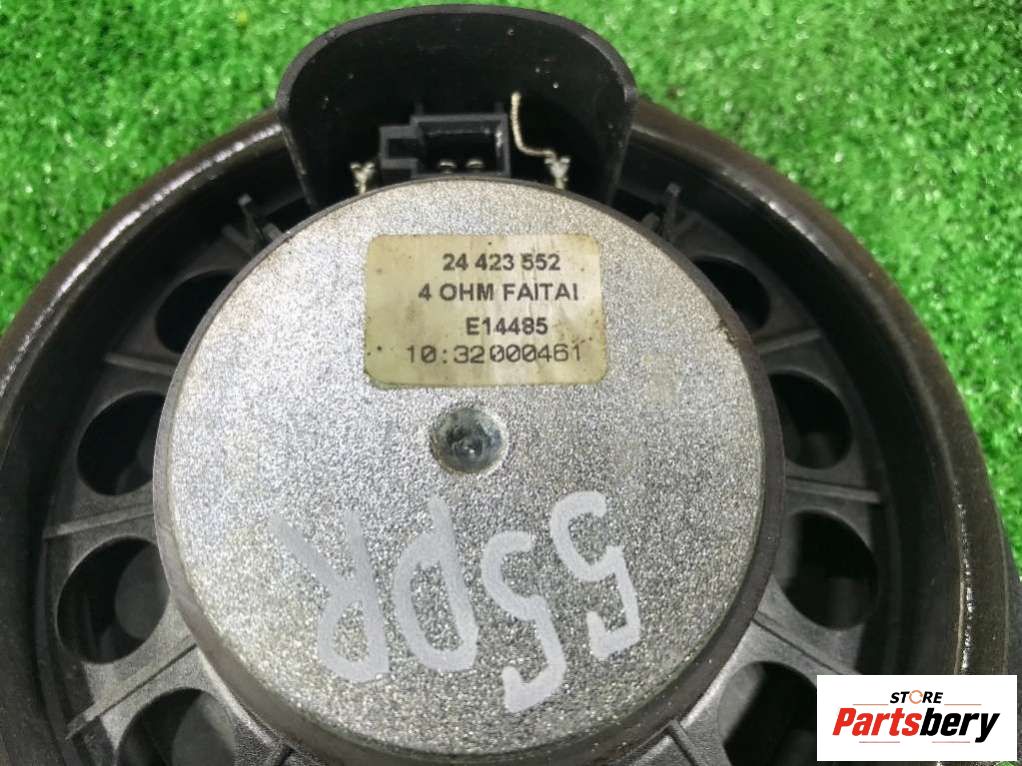 24 423 552
4 OHM FAITAI
E14485
10:32000461
55DR
STORE
Partsbery